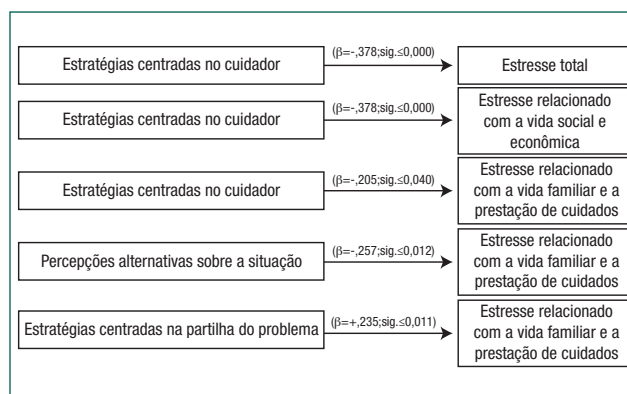 Estratégias centradas no cuidador
(β=-,378;sig.≤0,000)
Estresse total
Estratégias centradas no cuidador
(β=-,378;sig.≤0,000)
Estresse relacionado
com a vida social e
econômica
Estratégias centradas no cuidador
(β=-,205;sig.≤0,040)
Estresse relacionado
com a vida familiar e a
prestação de cuidados
Percepções alternativas sobre a situação
(β=-,257;sig.≤0,012)
Estresse relacionado
com a vida familiar e a
prestação de cuidados
Estratégias centradas na partilha do problema
(β=+,235;sig.≤0,011)
Estresse relacionado
com a vida familiar e a
prestação de cuidados